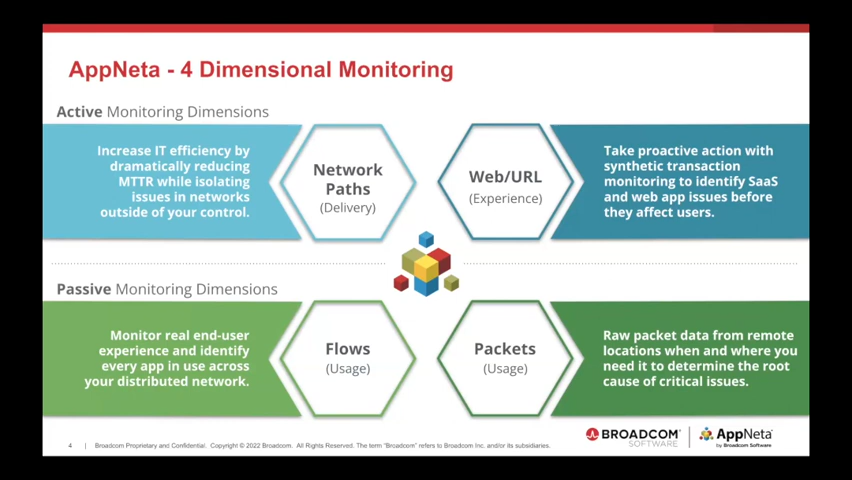 AppNeta - 4 Dimensional Monitoring
Active Monitoring Dimensions
Increase IT efficiency by
dramatically reducing
MTTR while isolating
issues in networks
outside of your control.
Network
Paths
(Delivery)
Web/URL
(Experience)
Take proactive action with
synthetic transaction
monitoring to identify SaaS
and web app issues before
they affect users.
Passive Monitoring Dimensions
Monitor real end-user
experience and identify
every app in use across
your distributed network.
Flows
(Usage)
Packets
(Usage)
Raw packet data from remote
locations when and where you
need it to determine the root
cause of critical issues.
4 | Broadcom Proprietary and Confidential. Copyright © 2022 Broadcom. All Rights Reserved. The term “Broadcom” refers to Broadcom Inc. and/or its subsidiaries.
BROADCOM®
SOFTWARE
AppNeta
by Broadcom Software